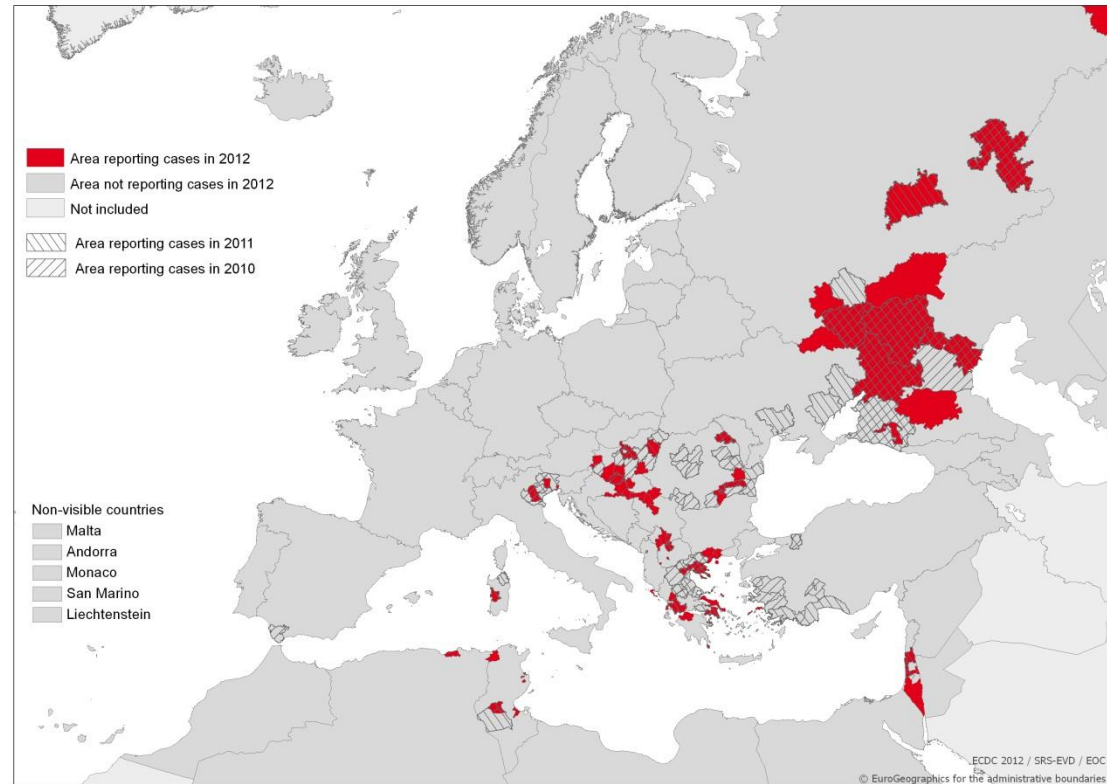 Area reporting cases in 2012
Area not reporting cases in 2012
Not included
Area reporting cases in 2011
Area reporting cases in 2010
Non-visible countries
Malta
Andorra
Monaco
San Marino
Liechtenstein
ECDC 2012 / SRS-EVD / EOC
© EuroGeographics for the administrative boundaries